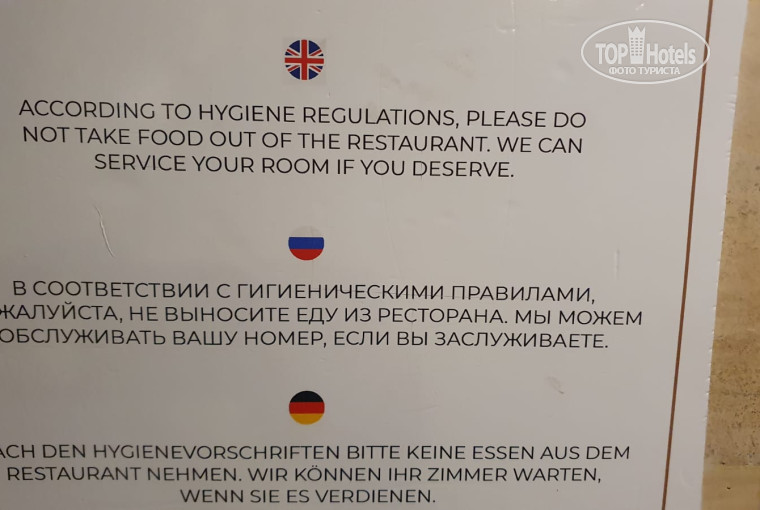 TOP Hotels
ФОТО ТУРИСТА
ACCORDING TO HYGIENE REGULATIONS, PLEASE DO
NOT TAKE FOOD OUT OF THE RESTAURANT. WE CAN
SERVICE YOUR ROOM IF YOU DESERVE.
В СООТВЕТСТВИИ С ГИГИЕНИЧЕСКИМИ ПРАВИЛАМИ,
ЖАЛУЙСТА, НЕ ВЫНОСИТЕ ЕДУ ИЗ РЕСТОРАНА. МЫ МОЖЕМ
ОБСЛУЖИВАТЬ ВАШУ НОМЕР, ЕСЛИ ВЫ ЗАСЛУЖИВАЕТЕ.
ACH DEN HYGIENEVORSCHRIFTEN BITTE KEINE ESSEN AUS DEM
RESTAURANT NEHMEN. WIR KÖNNEN IHR ZIMMER WARTEN,
WENN SIE ES VERDIENEN.